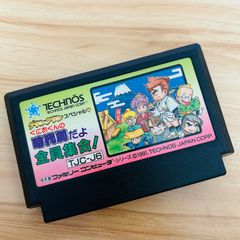 TECHNŌS
TECHNOS JAPAN CORP.
ダウンタウンスペシャル
くにおくんの
時代劇だよ
全員集合!
TJC-J6
ファミリーコンピュータ シリーズ ©1991 TECHNOS JAPAN CORP.